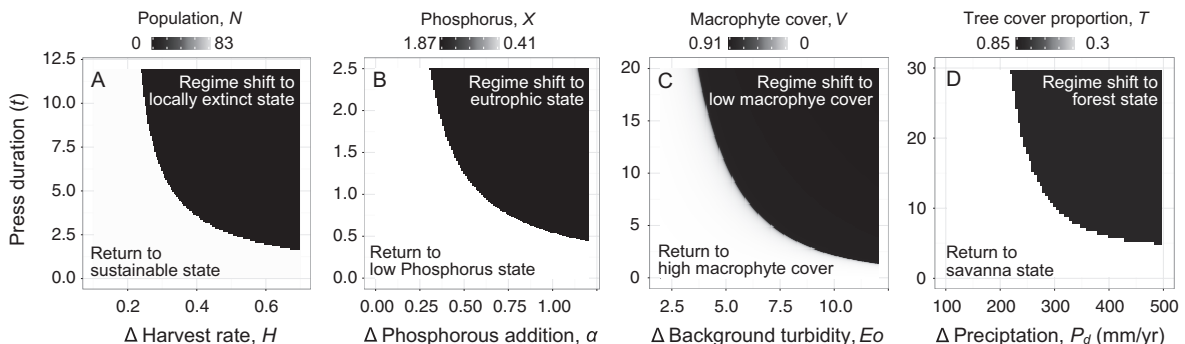 Population, N
0 83
Phosphorus, X
1.87 0.41
Macrophyte cover, V
0.91 0
Tree cover proportion, T
0.85 0.3
Press duration (t)
12.5
10.0
7.5
5.0
2.5
0.0
A
Regime shift to
locally extinct state
Return to
sustainable state
0.2 0.4 0.6
Δ Harvest rate, H
2.5
2.0
1.5
1.0
0.5
0.0
B
Regime shift to
eutrophic state
Return to
low Phosphorus state
0.00 0.25 0.50 0.75 1.00
Δ Phosphorous addition, α
20
15
10
5
0
C
Regime shift to
low macrophye cover
Return to
high macrophyte cover
2.5 5.0 7.5 10.0
Δ Background turbidity, Eo
30
20
10
0
D
Regime shift to
forest state
Return to
savanna state
100 200 300 400 500
Δ Preciptation, Pd (mm/yr)